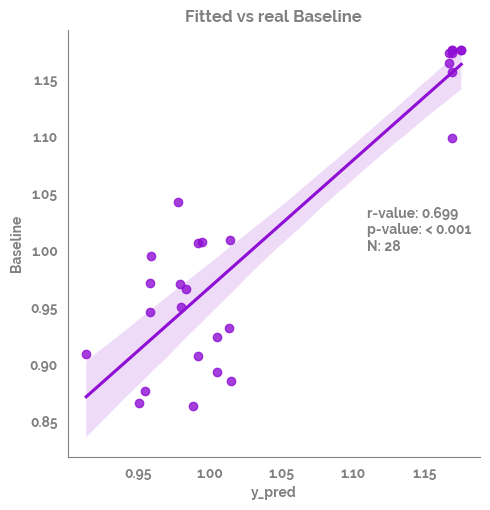 Fitted vs real Baseline
1.15
1.10
1.05
1.00
0.95
0.90
0.85
Baseline
r-value: 0.699
p-value: < 0.001
N: 28
0.95
1.00
1.05
1.10
1.15
y_pred